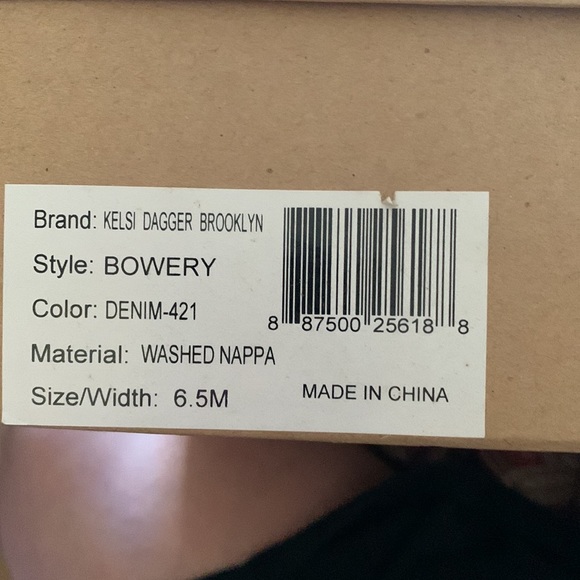 Brand: KELSI DAGGER BROOKLYN
Style: BOWERY
Color: DENIM-421
8 87500 25618 8
Material: WASHED NAPPA
Size/Width: 6.5M
MADE IN CHINA